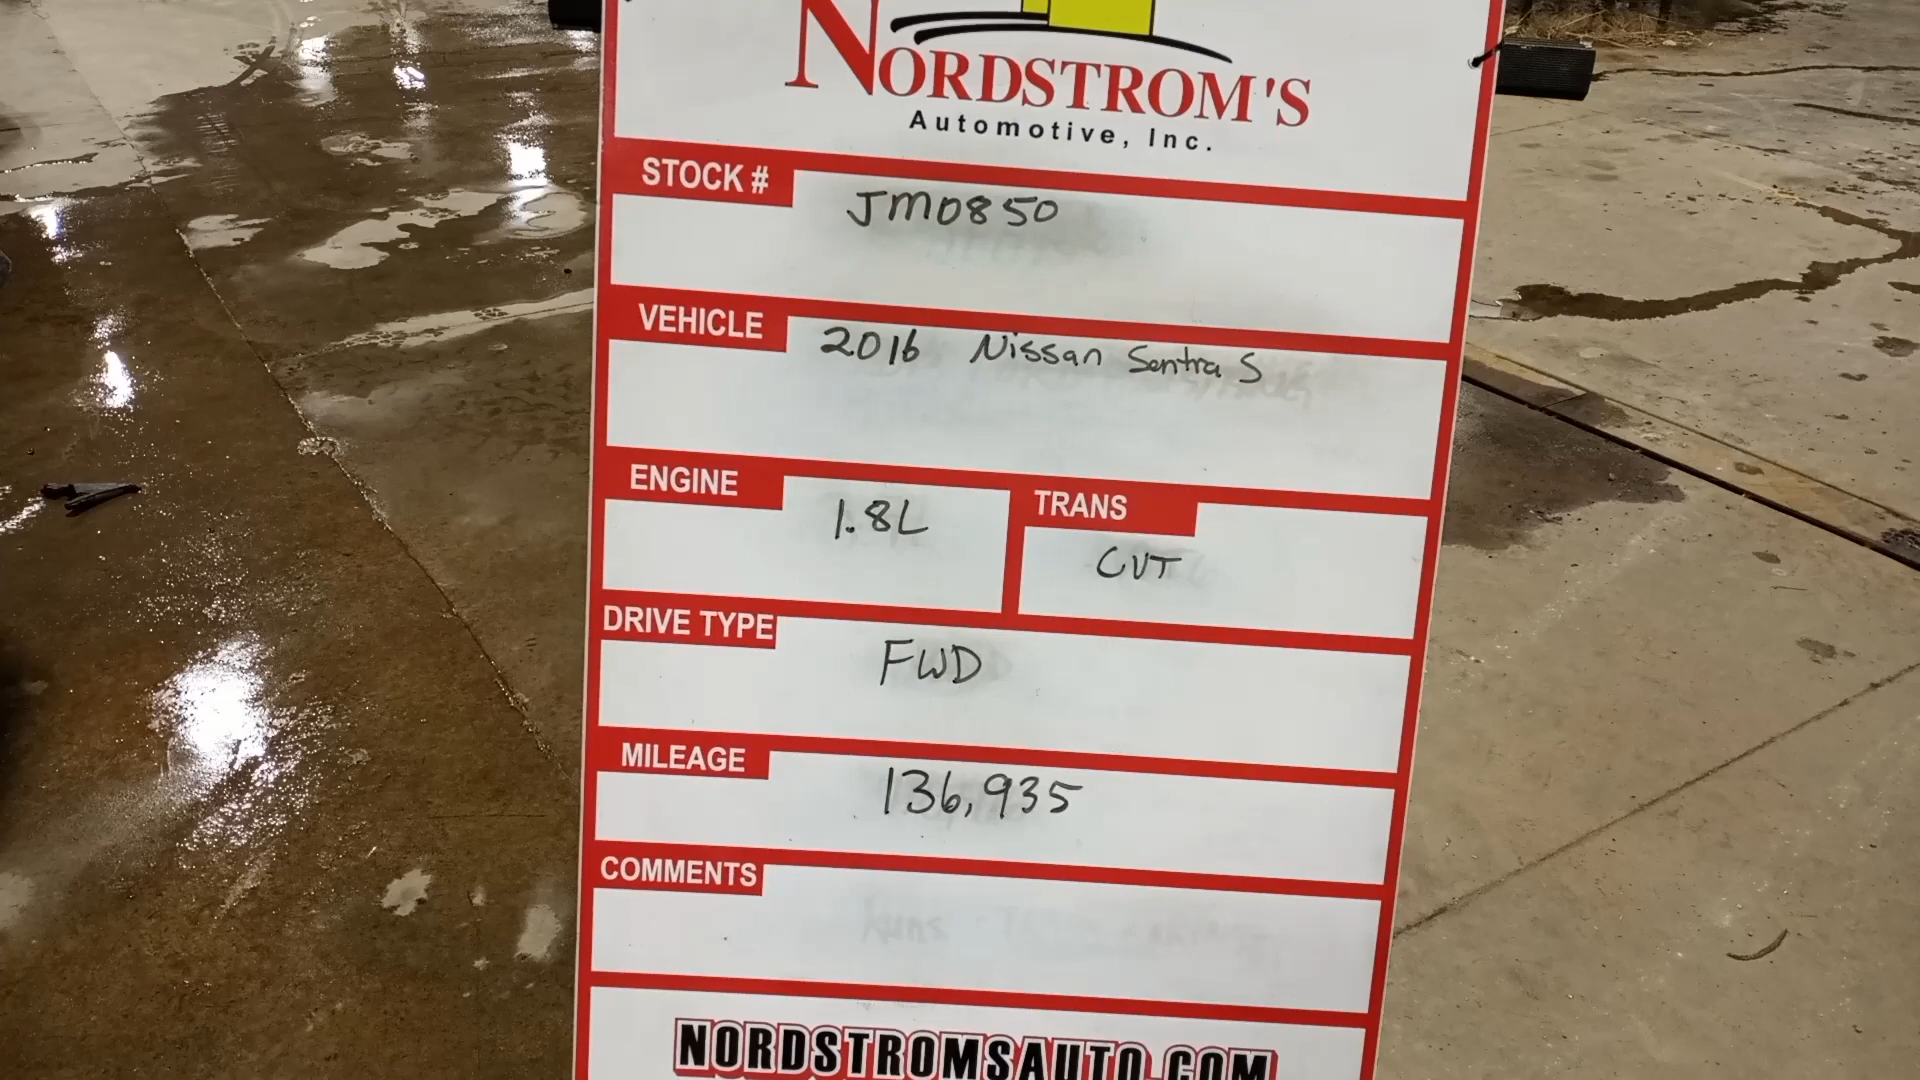 NORDSTROM'S
Automotive, Inc.
STOCK #
JM0850
VEHICLE
2016 Nissan Sentra S
ENGINE
1.8L
TRANS
CVT
DRIVE TYPE
FWD
MILEAGE
136,935
COMMENTS
Runs
NORDSTROMSAUTO.COM